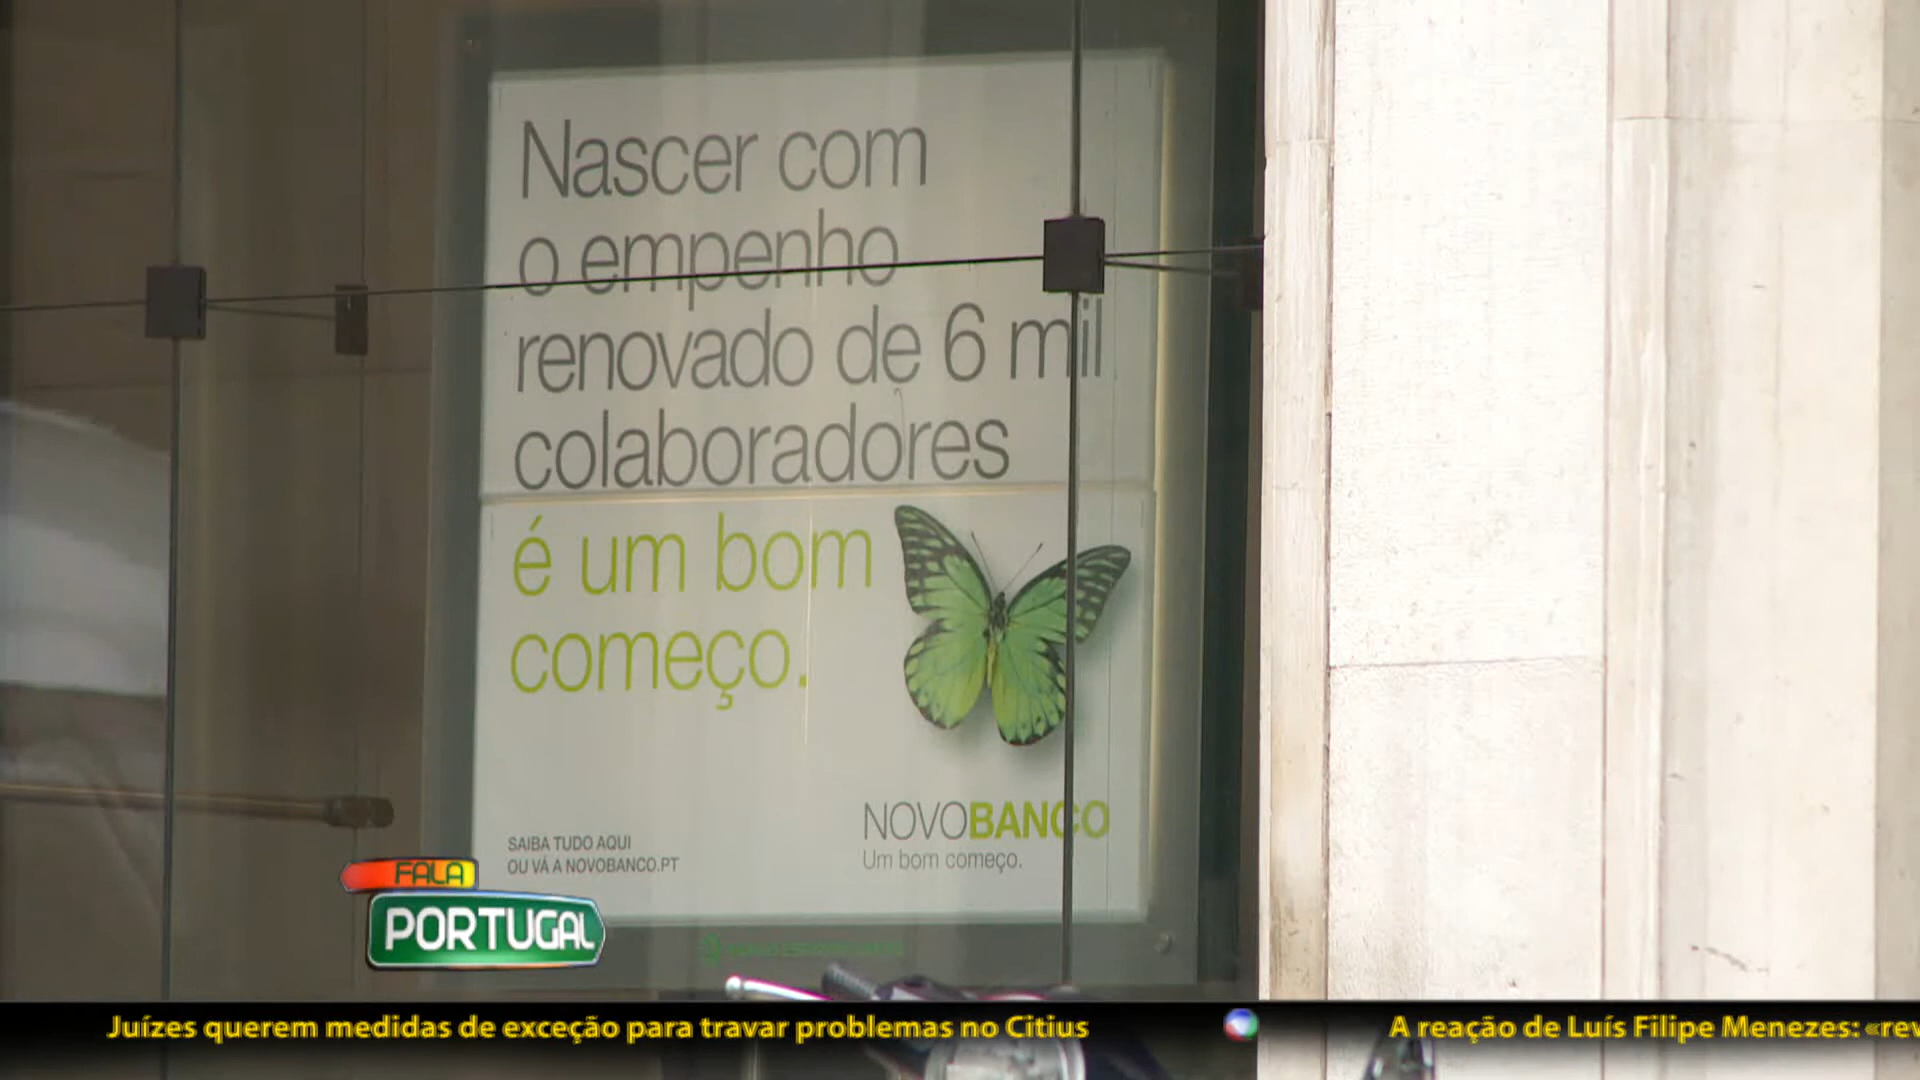 Nascer com
o empenho
renovado de 6 mil
colaboradores
é um bom
começo.
SAIBA TUDO AQUI
OU VÁ A NOVOBANCO.PT
NOVOBANCO
Um bom começo.
FALA
PORTUGAL
Juízes querem medidas de exceção para travar problemas no Citius
A reação de Luís Filipe Menezes: «rev